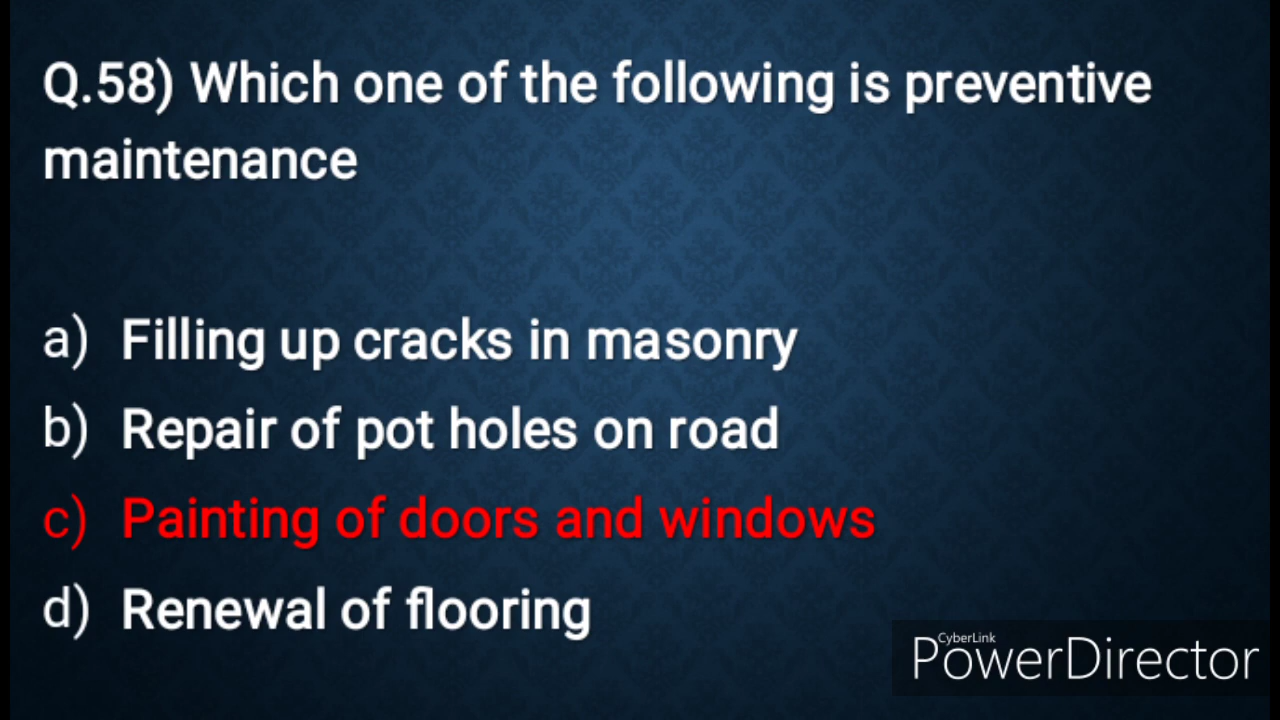 Q.58) Which one of the following is preventive
maintenance
a) Filling up cracks in masonry
b) Repair of pot holes on road
c) Painting of doors and windows
d) Renewal of flooring
CyberLink
PowerDirector